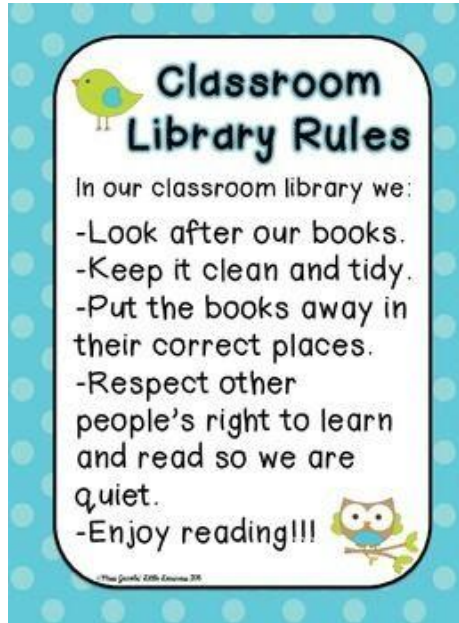 Classroom
Library Rules
In our classroom library we:
-Look after our books.
-Keep it clean and tidy.
-Put the books away in
their correct places.
-Respect other
people's right to learn
and read so we are
quiet.
-Enjoy reading!!!
Little